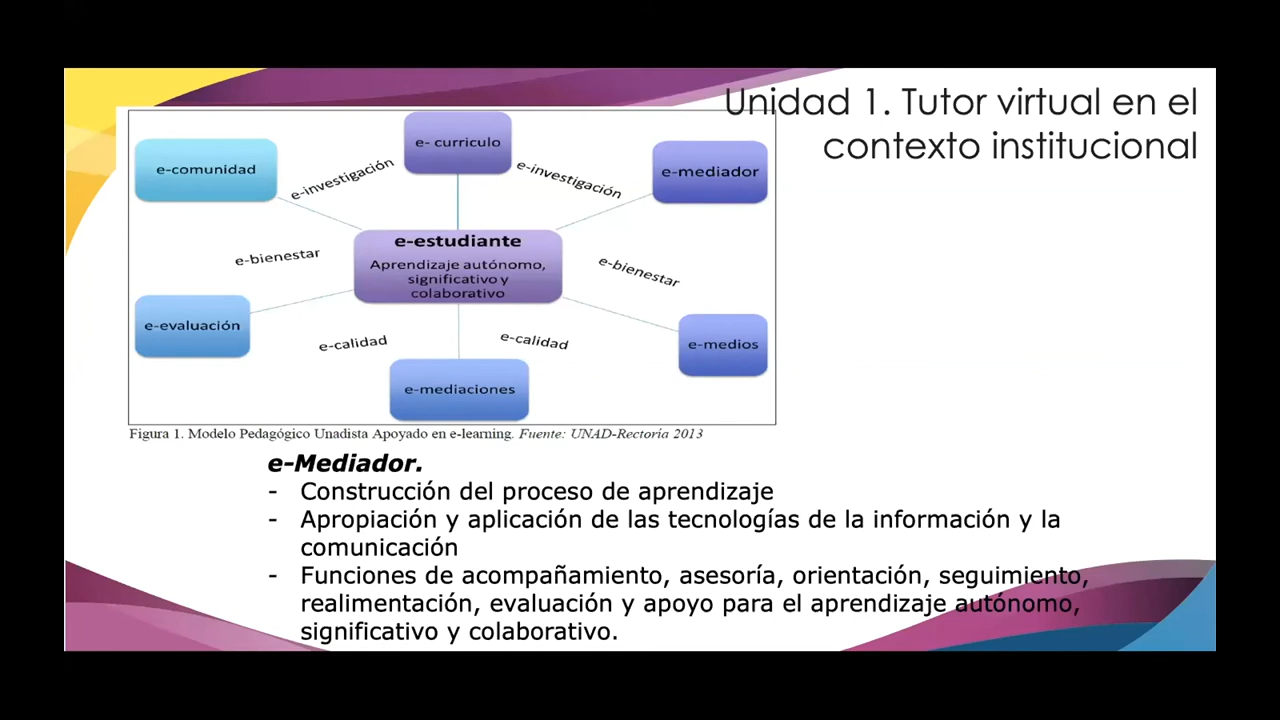 Unidad 1. Tutor virtual en el
contexto institucional
e-comunidad
e-investigación
e- curriculo
e-investigación
e-mediador
e-bienestar
e-estudiante
Aprendizaje autónomo,
significativo y
colaborativo
e-bienestar
e-evaluación
e-calidad
e-calidad
e-medios
e-mediaciones
Figura 1. Modelo Pedagógico Unadista Apoyado en e-learning. Fuente: UNAD-Rectoría 2013
e-Mediador.
- Construcción del proceso de aprendizaje
- Apropiación y aplicación de las tecnologías de la información y la
comunicación
- Funciones de acompañamiento, asesoría, orientación, seguimiento,
realimentación, evaluación y apoyo para el aprendizaje autónomo,
significativo y colaborativo.